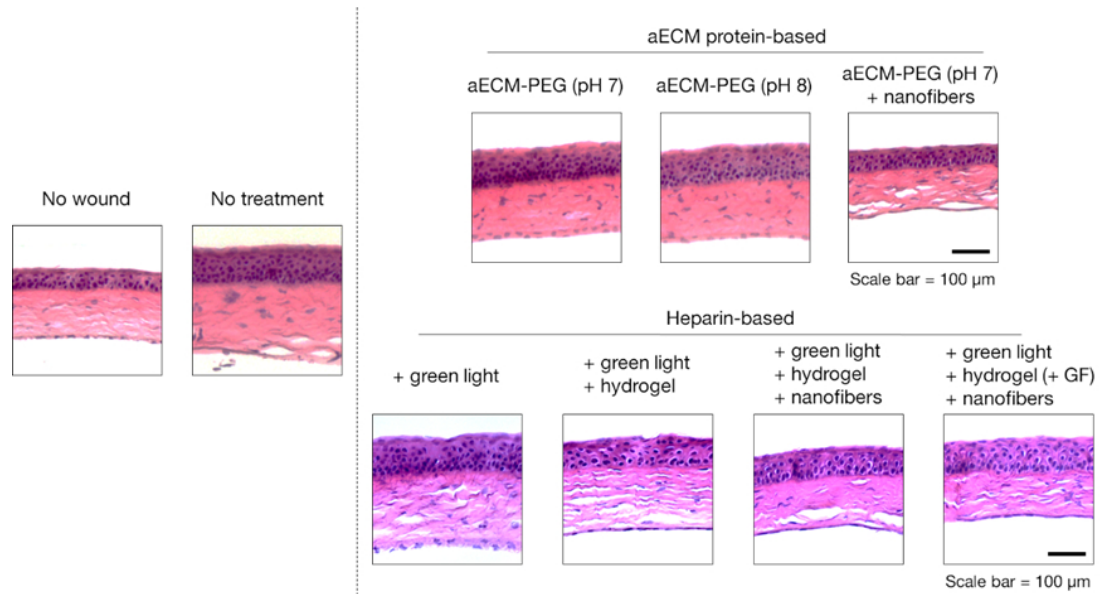 No wound
No treatment
aECM protein-based
aECM-PEG (pH 7)
aECM-PEG (pH 8)
aECM-PEG (pH 7)
+ nanofibers
Scale bar = 100 µm
Heparin-based
+ green light
+ green light
+ hydrogel
+ green light
+ hydrogel
+ nanofibers
+ green light
+ hydrogel (+ GF)
+ nanofibers
Scale bar = 100 µm